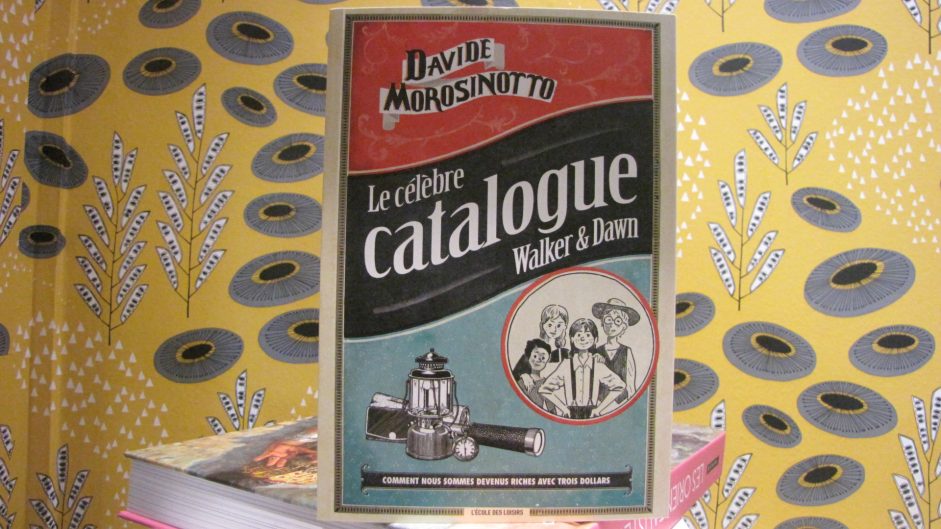 DAVIDE
MOROSINOTTO
Le célèbre
catalogue
Walker & Dawn
COMMENT NOUS SOMMES DEVENUS RICHES AVEC TROIS DOLLARS
L'ÉCOLE DES LOISIRS